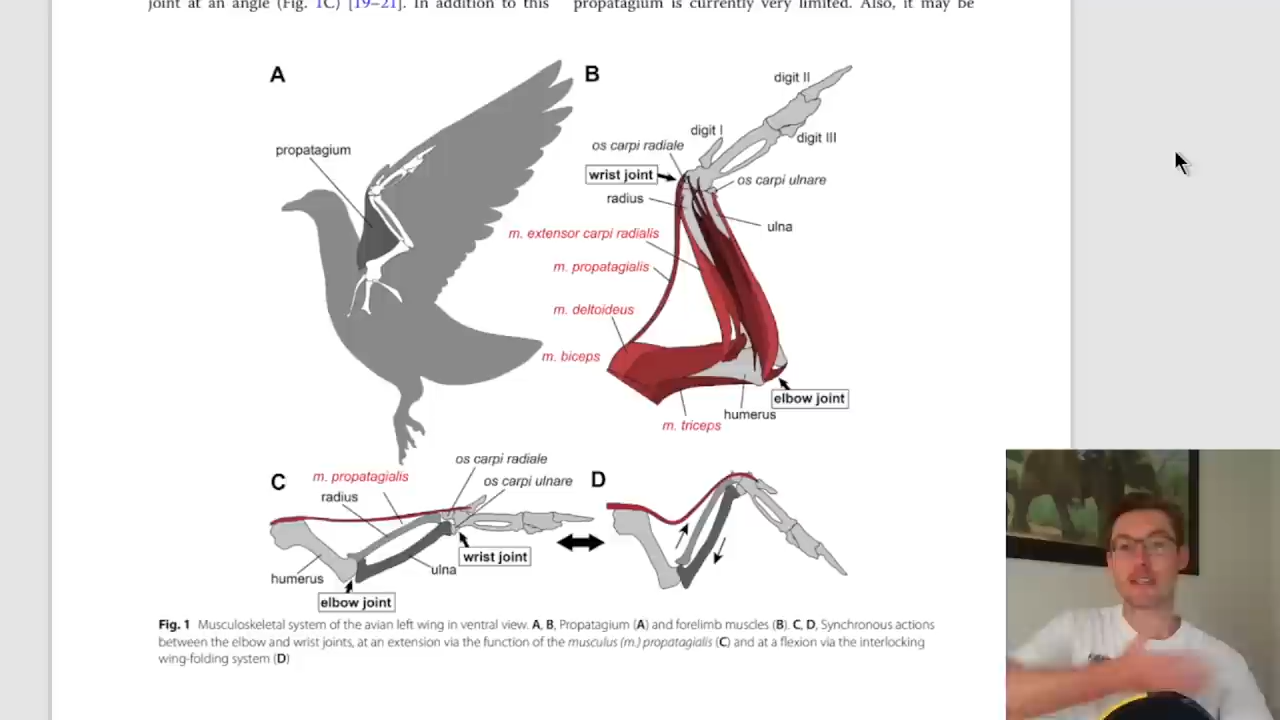 joint at an angle (Fig. 1C) [19–21]. In addition to this
propatagium is currently very limited. Also, it may be
A
propatagium
B
digit II
digit I
digit III
os carpi radiale
wrist joint
os carpi ulnare
radius
ulna
m. extensor carpi radialis
m. propatagialis
m. deltoideus
m. biceps
elbow joint
humerus
m. triceps
C
m. propatagialis
os carpi radiale
radius
os carpi ulnare
wrist joint
ulna
humerus
elbow joint
D
Fig. 1 Musculoskeletal system of the avian left wing in ventral view. A, B, Propatagium (A) and forelimb muscles (B). C, D, Synchronous actions
between the elbow and wrist joints, at an extension via the function of the musculus (m.) propatagialis (C) and at a flexion via the interlocking
wing-folding system (D)